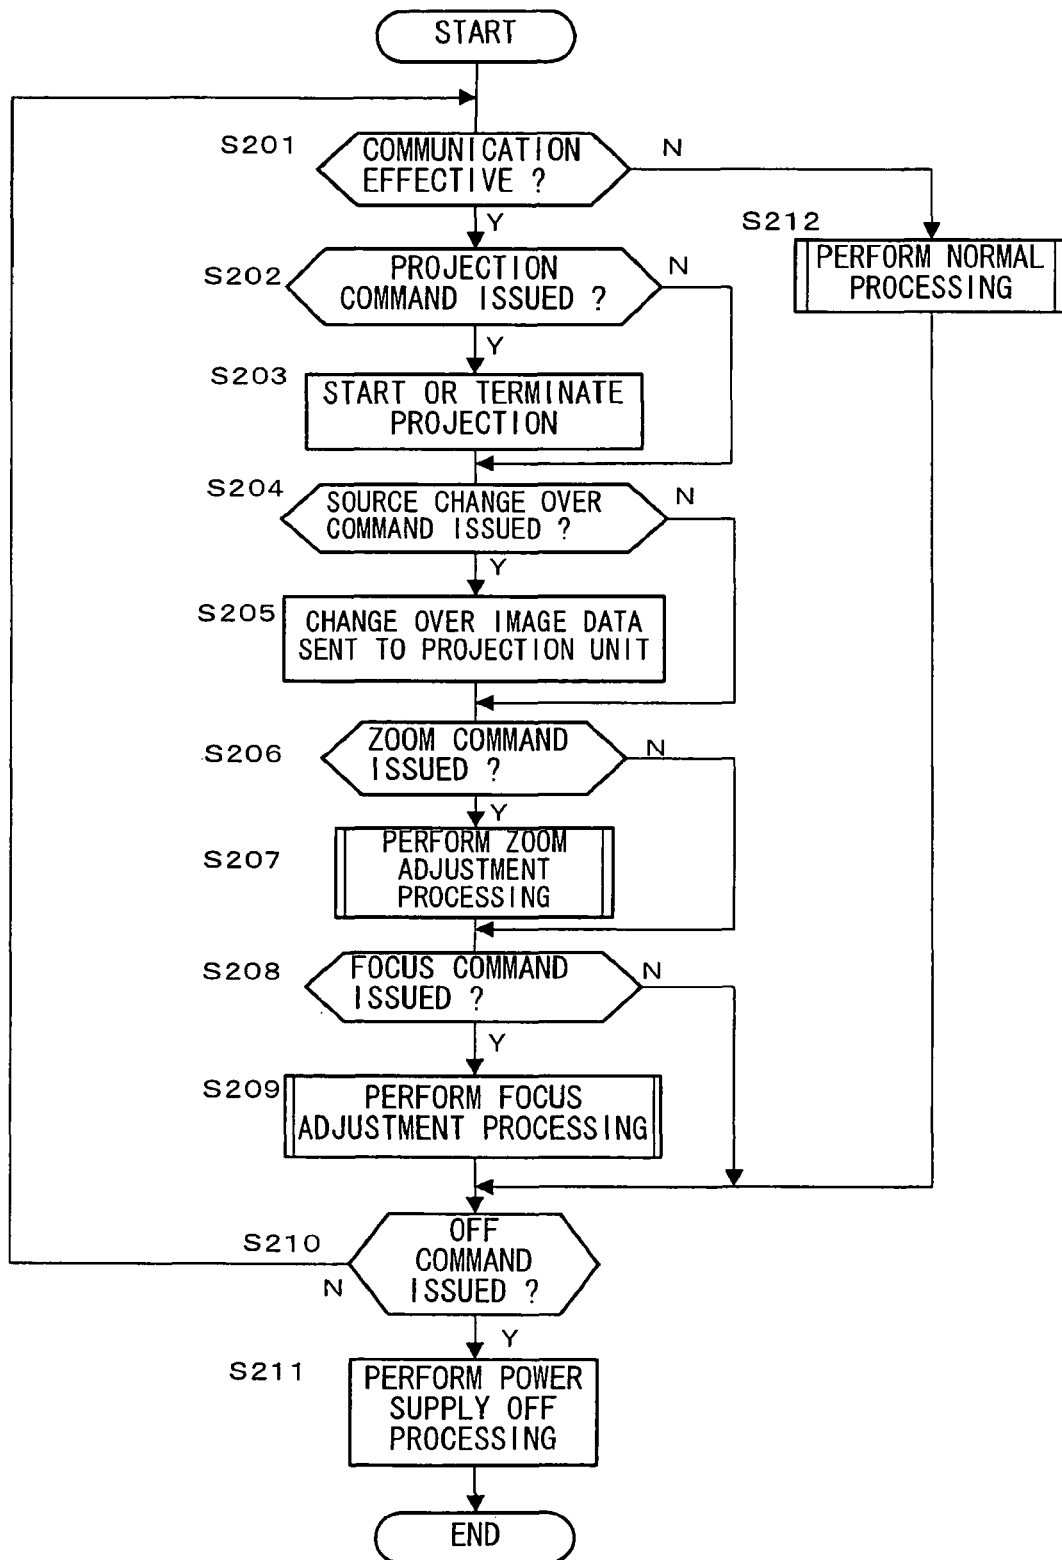 START
S201
COMMUNICATION
EFFECTIVE ?
N
Y
S212
PERFORM NORMAL
PROCESSING
S202
PROJECTION
COMMAND ISSUED ?
N
Y
S203
START OR TERMINATE
PROJECTION
S204
SOURCE CHANGE OVER
COMMAND ISSUED ?
N
Y
S205
CHANGE OVER IMAGE DATA
SENT TO PROJECTION UNIT
S206
ZOOM COMMAND
ISSUED ?
N
Y
S207
PERFORM ZOOM
ADJUSTMENT
PROCESSING
S208
FOCUS COMMAND
ISSUED ?
N
Y
S209
PERFORM FOCUS
ADJUSTMENT PROCESSING
S210
OFF
COMMAND
ISSUED ?
N
Y
S211
PERFORM POWER
SUPPLY OFF
PROCESSING
END